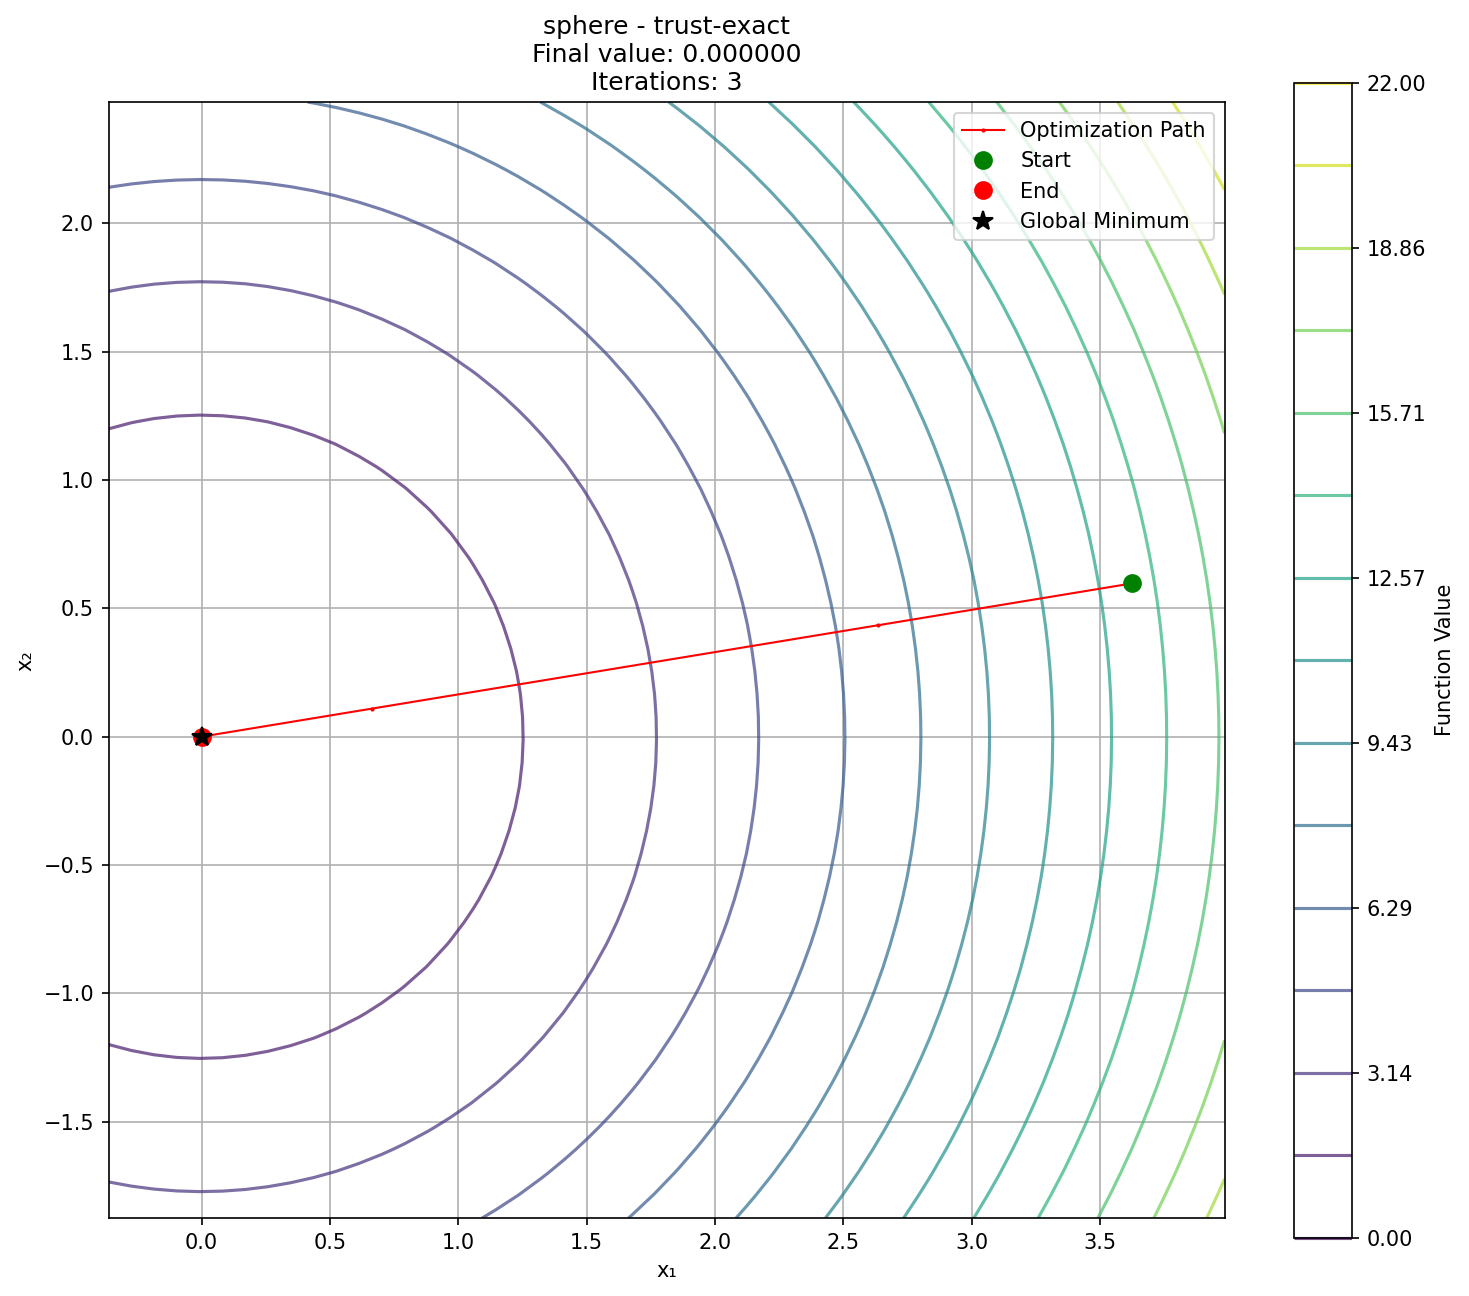 sphere - trust-exact
Final value: 0.000000
Iterations: 3
Optimization Path
Start
End
Global Minimum
2.0
1.5
1.0
0.5
0.0
−0.5
−1.0
−1.5
x₂
0.0
0.5
1.0
1.5
2.0
2.5
3.0
3.5
x₁
22.00
18.86
15.71
12.57
9.43
6.29
3.14
0.00
Function Value